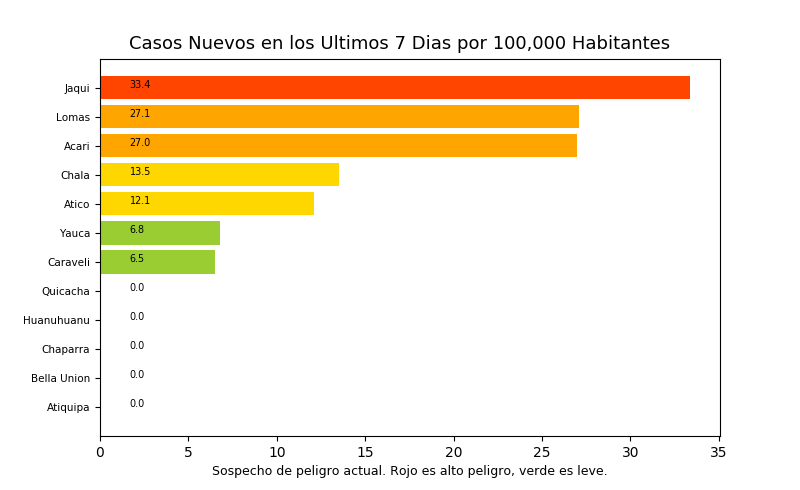 Casos Nuevos en los Ultimos 7 Dias por 100,000 Habitantes
Jaqui 33.4
Lomas 27.1
Acari 27.0
Chala 13.5
Atico 12.1
Yauca 6.8
Caraveli 6.5
Quicacha 0.0
Huanuhuanu 0.0
Chaparra 0.0
Bella Union 0.0
Atiquipa 0.0
0 5 10 15 20 25 30 35
Sospecho de peligro actual. Rojo es alto peligro, verde es leve.